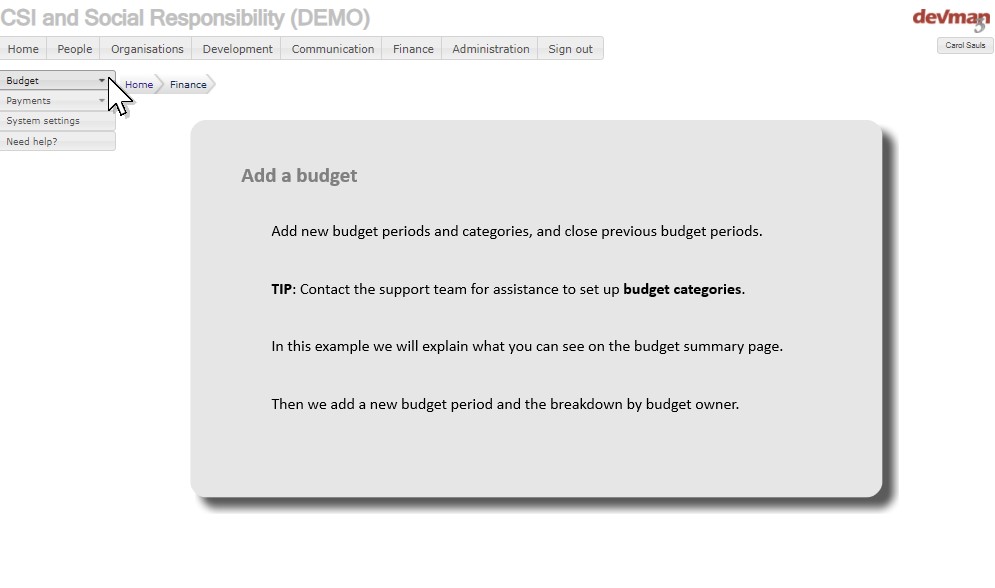 CSI and Social Responsibility (DEMO)
devman
5
Home People Organisations Development Communication Finance Administration Sign out
Carol Sauls
Budget
Home Finance
Payments
System settings
Need help?
Add a budget
Add new budget periods and categories, and close previous budget periods.
TIP: Contact the support team for assistance to set up budget categories.
In this example we will explain what you can see on the budget summary page.
Then we add a new budget period and the breakdown by budget owner.